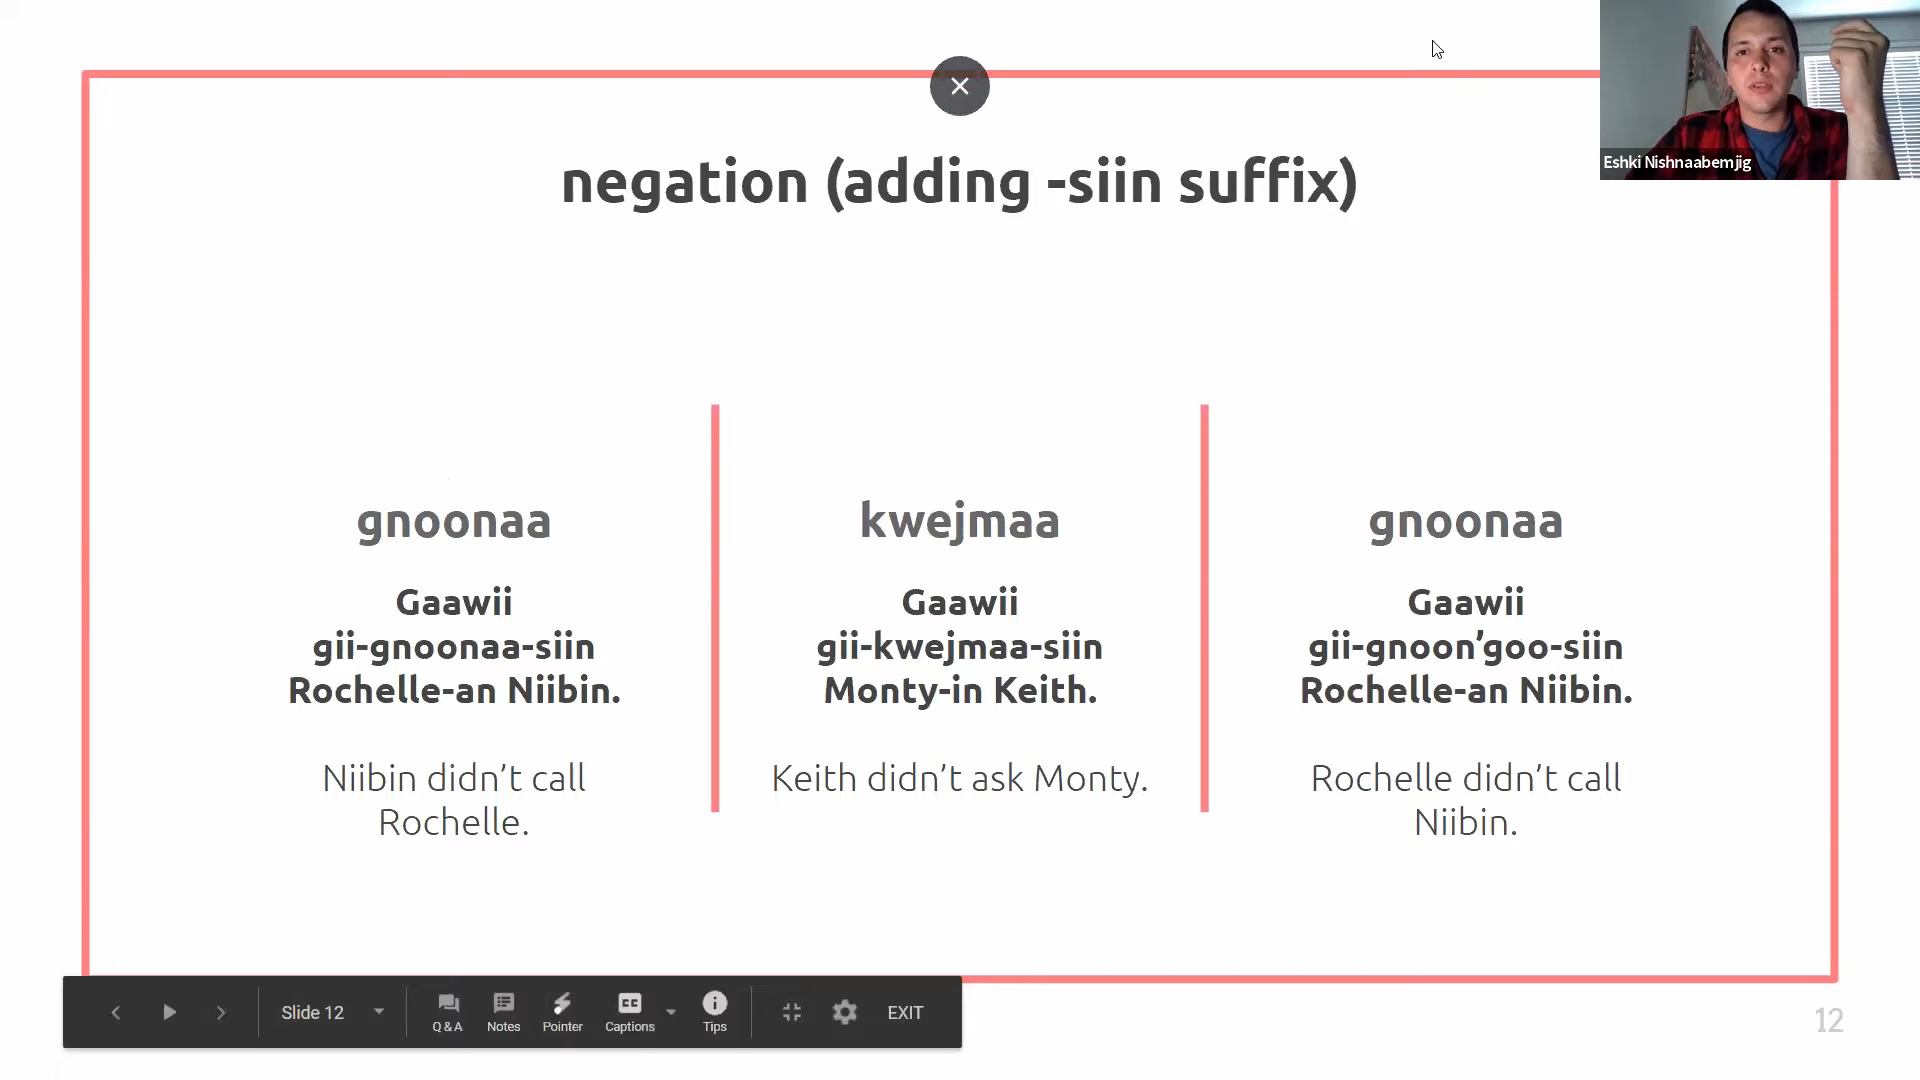 Eshki Nishnaabemjig
negation (adding -siin suffix)
gnoonaa
Gaawii
gii-gnoonaa-siin
Rochelle-an Niibin.
Niibin didn’t call
Rochelle.
kwejmaa
Gaawii
gii-kwejmaa-siin
Monty-in Keith.
Keith didn’t ask Monty.
gnoonaa
Gaawii
gii-gnoon’goo-siin
Rochelle-an Niibin.
Rochelle didn’t call
Niibin.
Slide 12
Q & A
Notes
Pointer
CC
Captions
Tips
EXIT
12